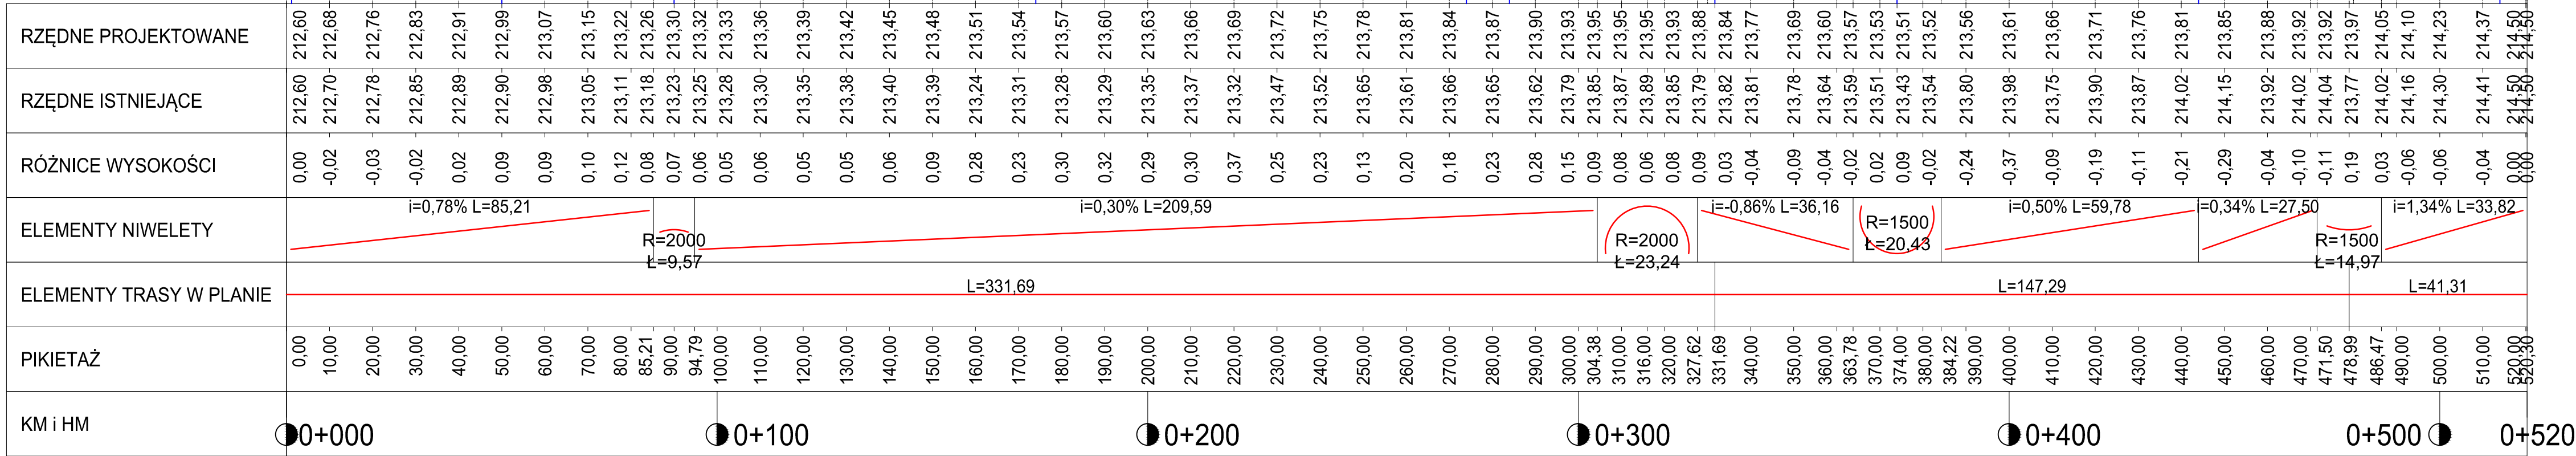 RZĘDNE PROJEKTOWANE 212,60 212,68 212,76 212,83 212,91 212,99 213,07 213,15 213,22 213,26 213,30 213,32 213,33 213,36 213,39 213,42 213,45 213,48 213,51 213,54 213,57 213,60 213,63 213,66 213,69 213,72 213,75 213,78 213,81 213,84 213,87 213,90 213,93 213,95 213,95 213,95 213,93 213,88 213,84 213,77 213,69 213,60 213,57 213,53 213,51 213,52 213,56 213,61 213,66 213,71 213,76 213,81 213,85 213,88 213,92 213,92 213,97 214,05 214,10 214,23 214,37 214,50 214,50
RZĘDNE ISTNIEJĄCE 212,60 212,70 212,78 212,85 212,89 212,90 212,98 213,05 213,11 213,18 213,23 213,25 213,28 213,30 213,35 213,38 213,40 213,39 213,24 213,31 213,28 213,29 213,35 213,37 213,32 213,47 213,52 213,65 213,61 213,66 213,65 213,62 213,79 213,85 213,87 213,89 213,85 213,79 213,82 213,81 213,78 213,64 213,59 213,51 213,43 213,54 213,80 213,98 213,75 213,90 213,87 214,02 214,15 213,92 214,02 214,04 213,77 214,02 214,16 214,30 214,41 214,50 214,50
RÓŻNICE WYSOKOŚCI 0,00 -0,02 -0,03 -0,02 0,02 0,09 0,09 0,10 0,12 0,08 0,07 0,06 0,05 0,06 0,05 0,05 0,06 0,09 0,28 0,23 0,30 0,32 0,29 0,30 0,37 0,25 0,23 0,13 0,20 0,18 0,23 0,28 0,15 0,09 0,08 0,06 0,08 0,09 0,03 -0,04 -0,09 -0,04 -0,02 0,02 0,09 -0,02 -0,24 -0,37 -0,09 -0,19 -0,11 -0,21 -0,29 -0,04 -0,10 -0,11 0,19 0,03 -0,06 -0,06 -0,04 0,00 0,00
ELEMENTY NIWELETY
i=0,78% L=85,21
R=2000
Ł=9,57
i=0,30% L=209,59
R=2000
Ł=23,24
i=-0,86% L=36,16
R=1500
Ł=20,43
i=0,50% L=59,78
i=0,34% L=27,50
R=1500
Ł=14,97
i=1,34% L=33,82
ELEMENTY TRASY W PLANIE L=331,69 L=147,29 L=41,31
PIKIETAŻ 0,00 10,00 20,00 30,00 40,00 50,00 60,00 70,00 80,00 85,21 90,00 94,79 100,00 110,00 120,00 130,00 140,00 150,00 160,00 170,00 180,00 190,00 200,00 210,00 220,00 230,00 240,00 250,00 260,00 270,00 280,00 290,00 300,00 304,38 310,00 316,00 320,00 327,62 331,69 340,00 350,00 360,00 363,78 370,00 374,00 380,00 384,22 390,00 400,00 410,00 420,00 430,00 440,00 450,00 460,00 470,00 471,50 478,99 486,47 490,00 500,00 510,00 520,00 520,30
KM i HM 0+000 0+100 0+200 0+300 0+400 0+500 0+520